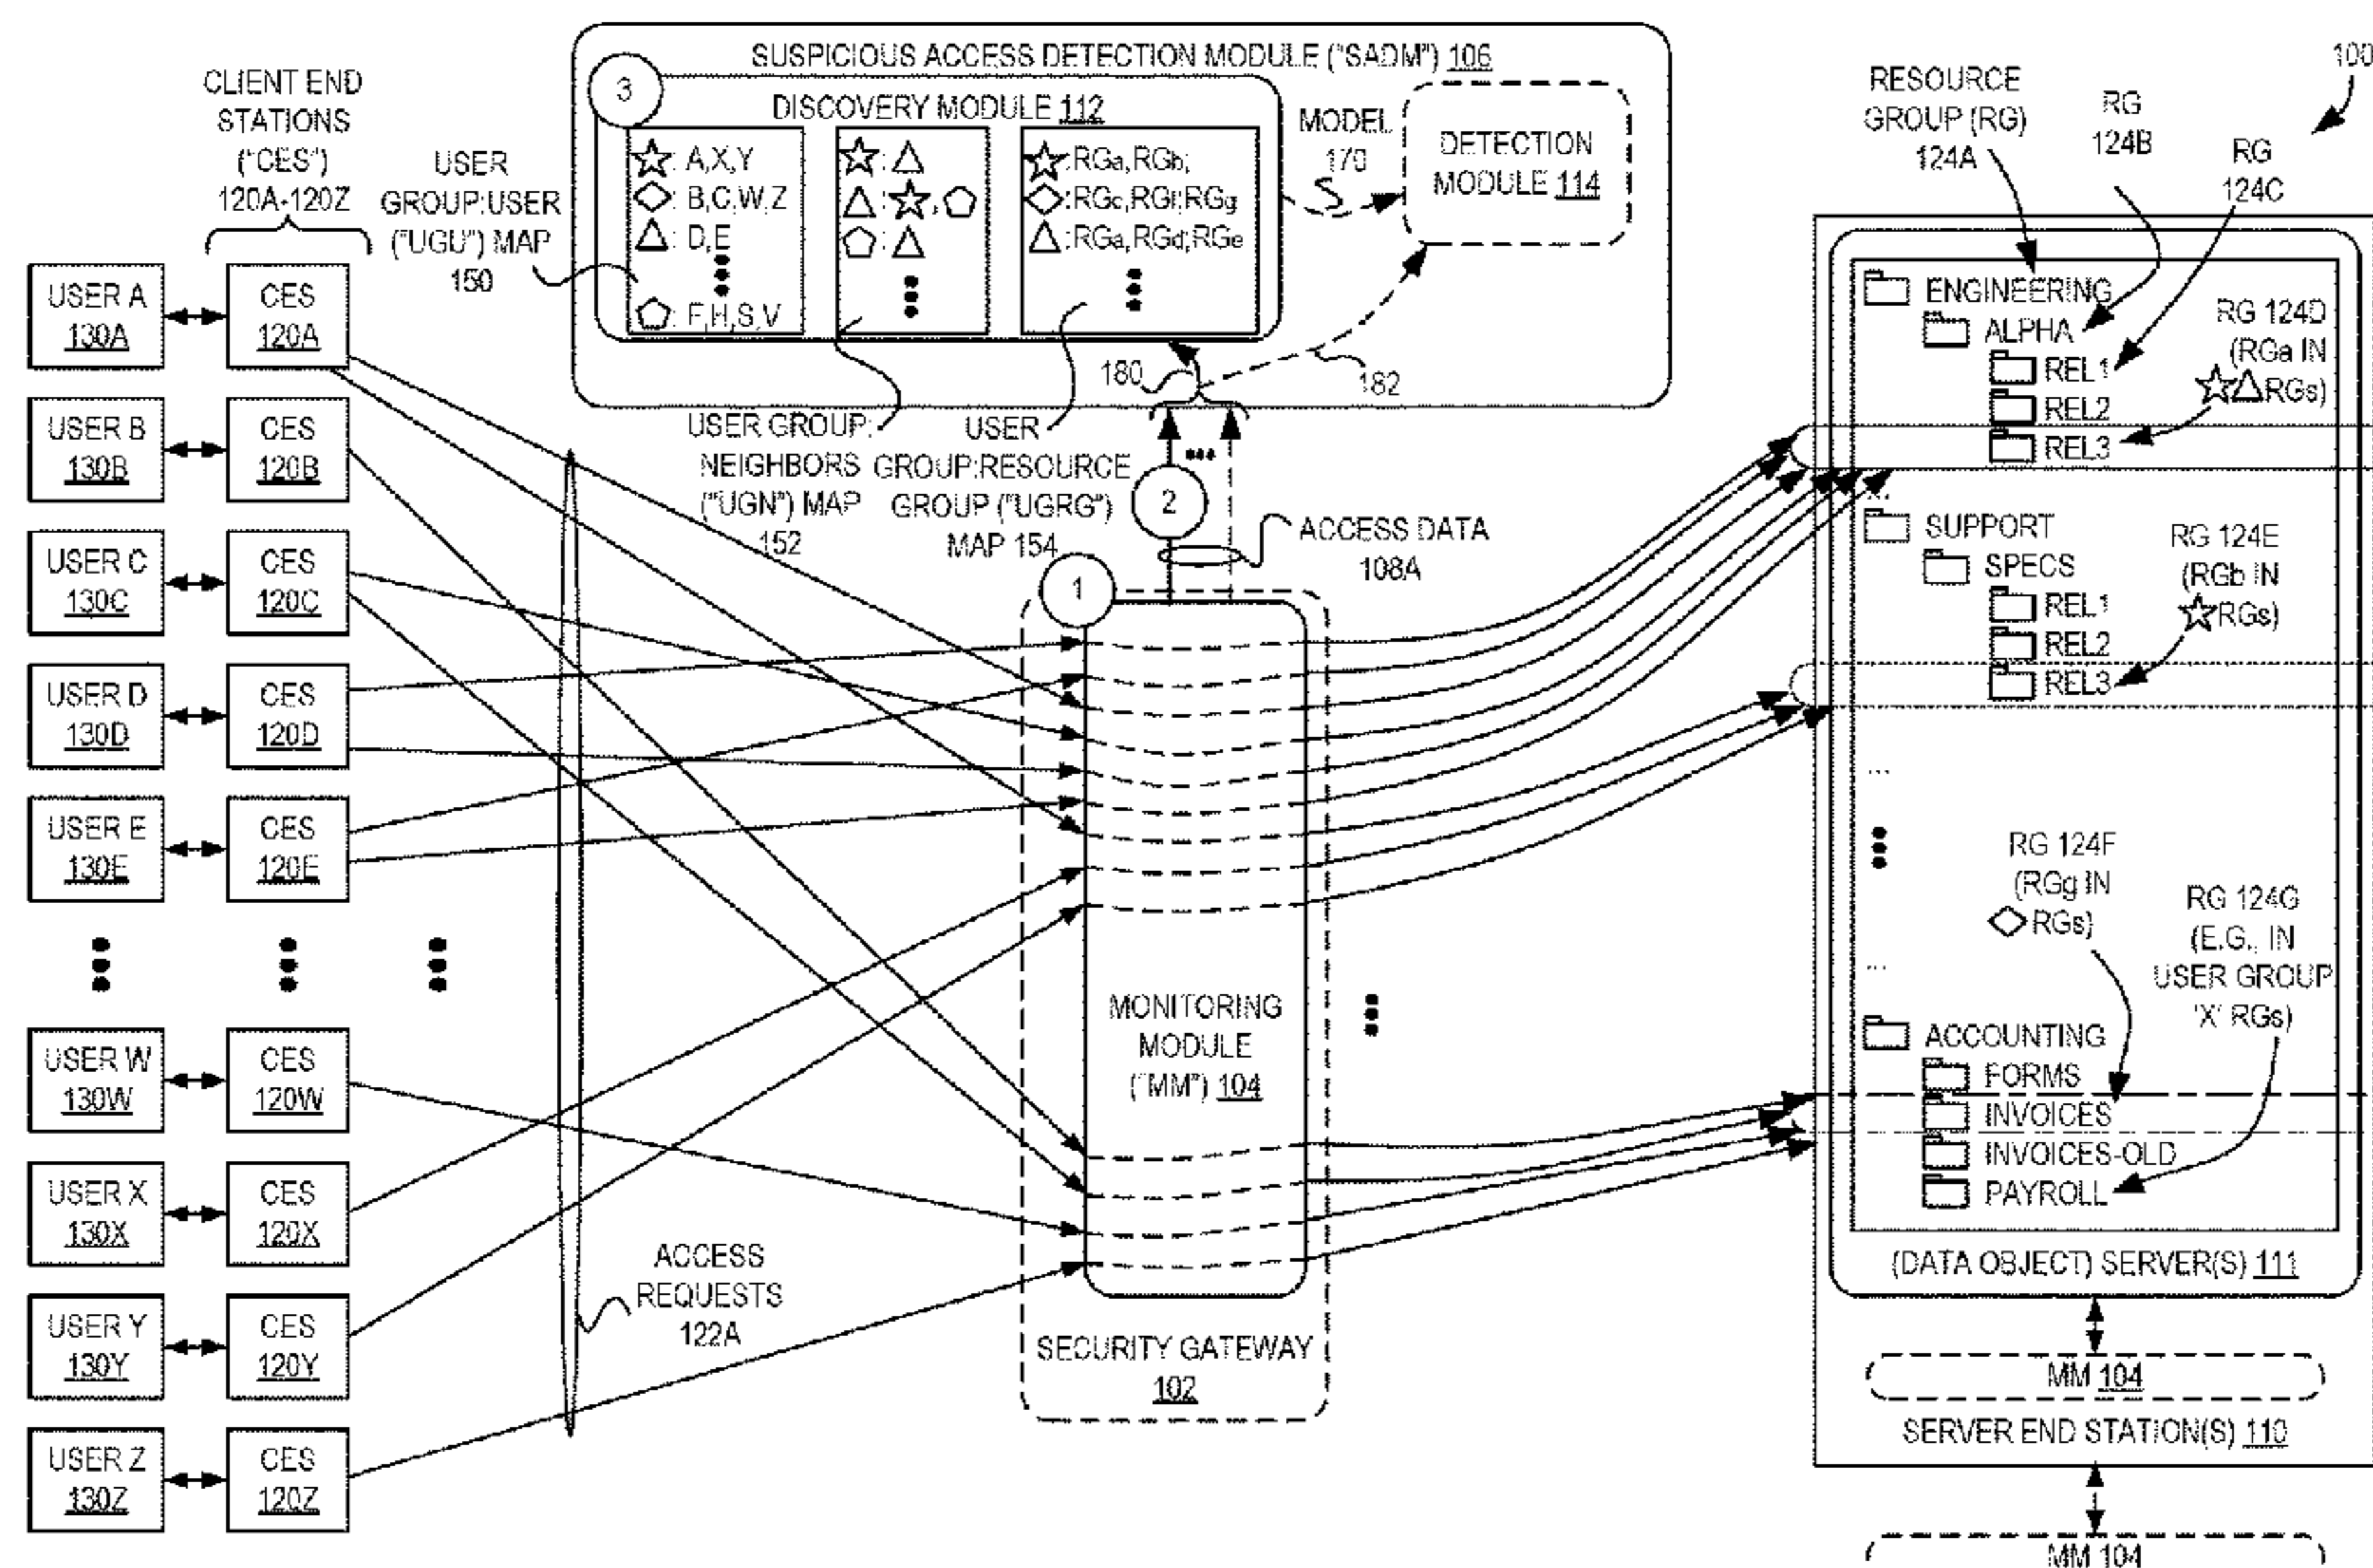 SUSPICIOUS ACCESS DETECTION MODULE ("SADM") 106
100
CLIENT END
STATIONS
("CES")
120A-120Z
3
DISCOVERY MODULE 112
USER
GROUP:USER
("UGU") MAP
150
☆: A,X,Y
◇: B,C,W,Z
△: D,E
⬠: F,H,S,V
☆: △
△: ☆, ⬠
⬠: △
☆:RGa,RGb;
◇:RGc,RGf;RGg
△:RGa,RGd;RGe
MODEL
170
DETECTION
MODULE 114
180
182
USER GROUP:
NEIGHBORS
("UGN") MAP
152
USER
GROUP:RESOURCE
GROUP ("UGRG")
MAP 154
2
ACCESS DATA
108A
1
USER A
130A
CES
120A
USER B
130B
CES
120B
USER C
130C
CES
120C
USER D
130D
CES
120D
USER E
130E
CES
120E
USER W
130W
CES
120W
USER X
130X
CES
120X
USER Y
130Y
CES
120Y
USER Z
130Z
CES
120Z
ACCESS
REQUESTS
122A
MONITORING
MODULE
("MM") 104
SECURITY GATEWAY
102
RESOURCE
GROUP (RG)
124A
RG
124B
RG
124C
ENGINEERING
ALPHA
REL1
REL2
REL3
RG 124D
(RGa IN
☆△RGs)
...
SUPPORT
SPECS
REL1
REL2
REL3
RG 124E
(RGb IN
☆RGs)
...
RG 124F
(RGg IN
◇RGs)
RG 124G
(E.G., IN
USER GROUP
'X' RGs)
...
ACCOUNTING
FORMS
INVOICES
INVOICES-OLD
PAYROLL
(DATA OBJECT) SERVER(S) 111
MM 104
SERVER END STATION(S) 110
MM 104